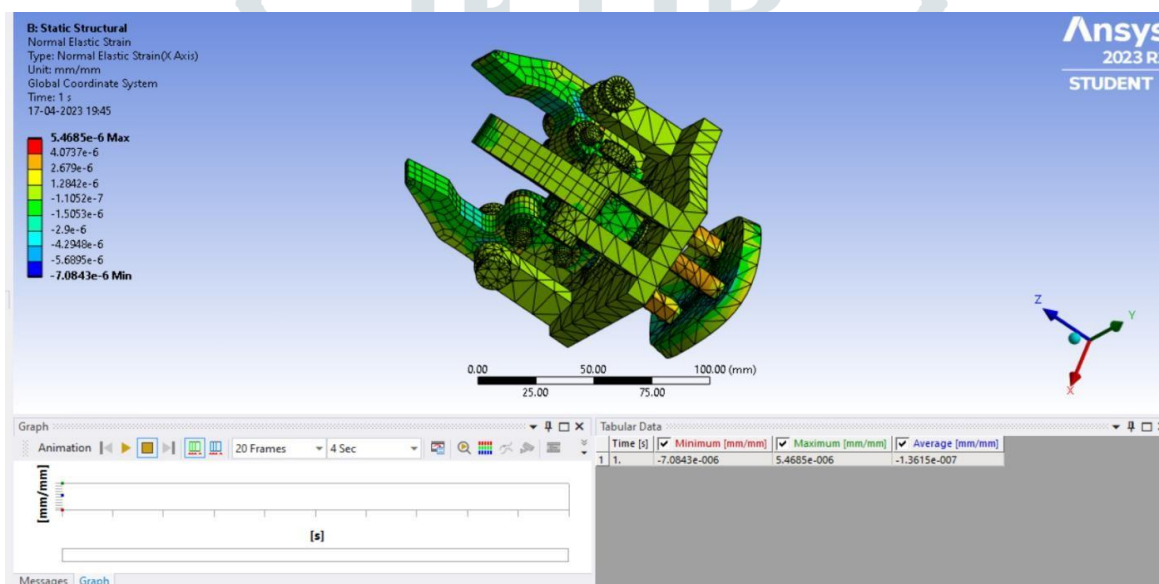 B: Static Structural
Normal Elastic Strain
Type: Normal Elastic Strain(X Axis)
Unit: mm/mm
Global Coordinate System
Time: 1 s
17-04-2023 19:45
5.4685e-6 Max
4.0737e-6
2.679e-6
1.2842e-6
-1.1052e-7
-1.5053e-6
-2.9e-6
-4.2948e-6
-5.6895e-6
-7.0843e-6 Min
Ansys
2023 R
STUDENT
Z
Y
X
0.00 50.00 100.00 (mm)
25.00 75.00
Graph
Animation 20 Frames 4 Sec
[mm/mm]
[s]
Messages Graph
Tabular Data
Time [s] Minimum [mm/mm] Maximum [mm/mm] Average [mm/mm]
1 1. -7.0843e-006 5.4685e-006 -1.3615e-007